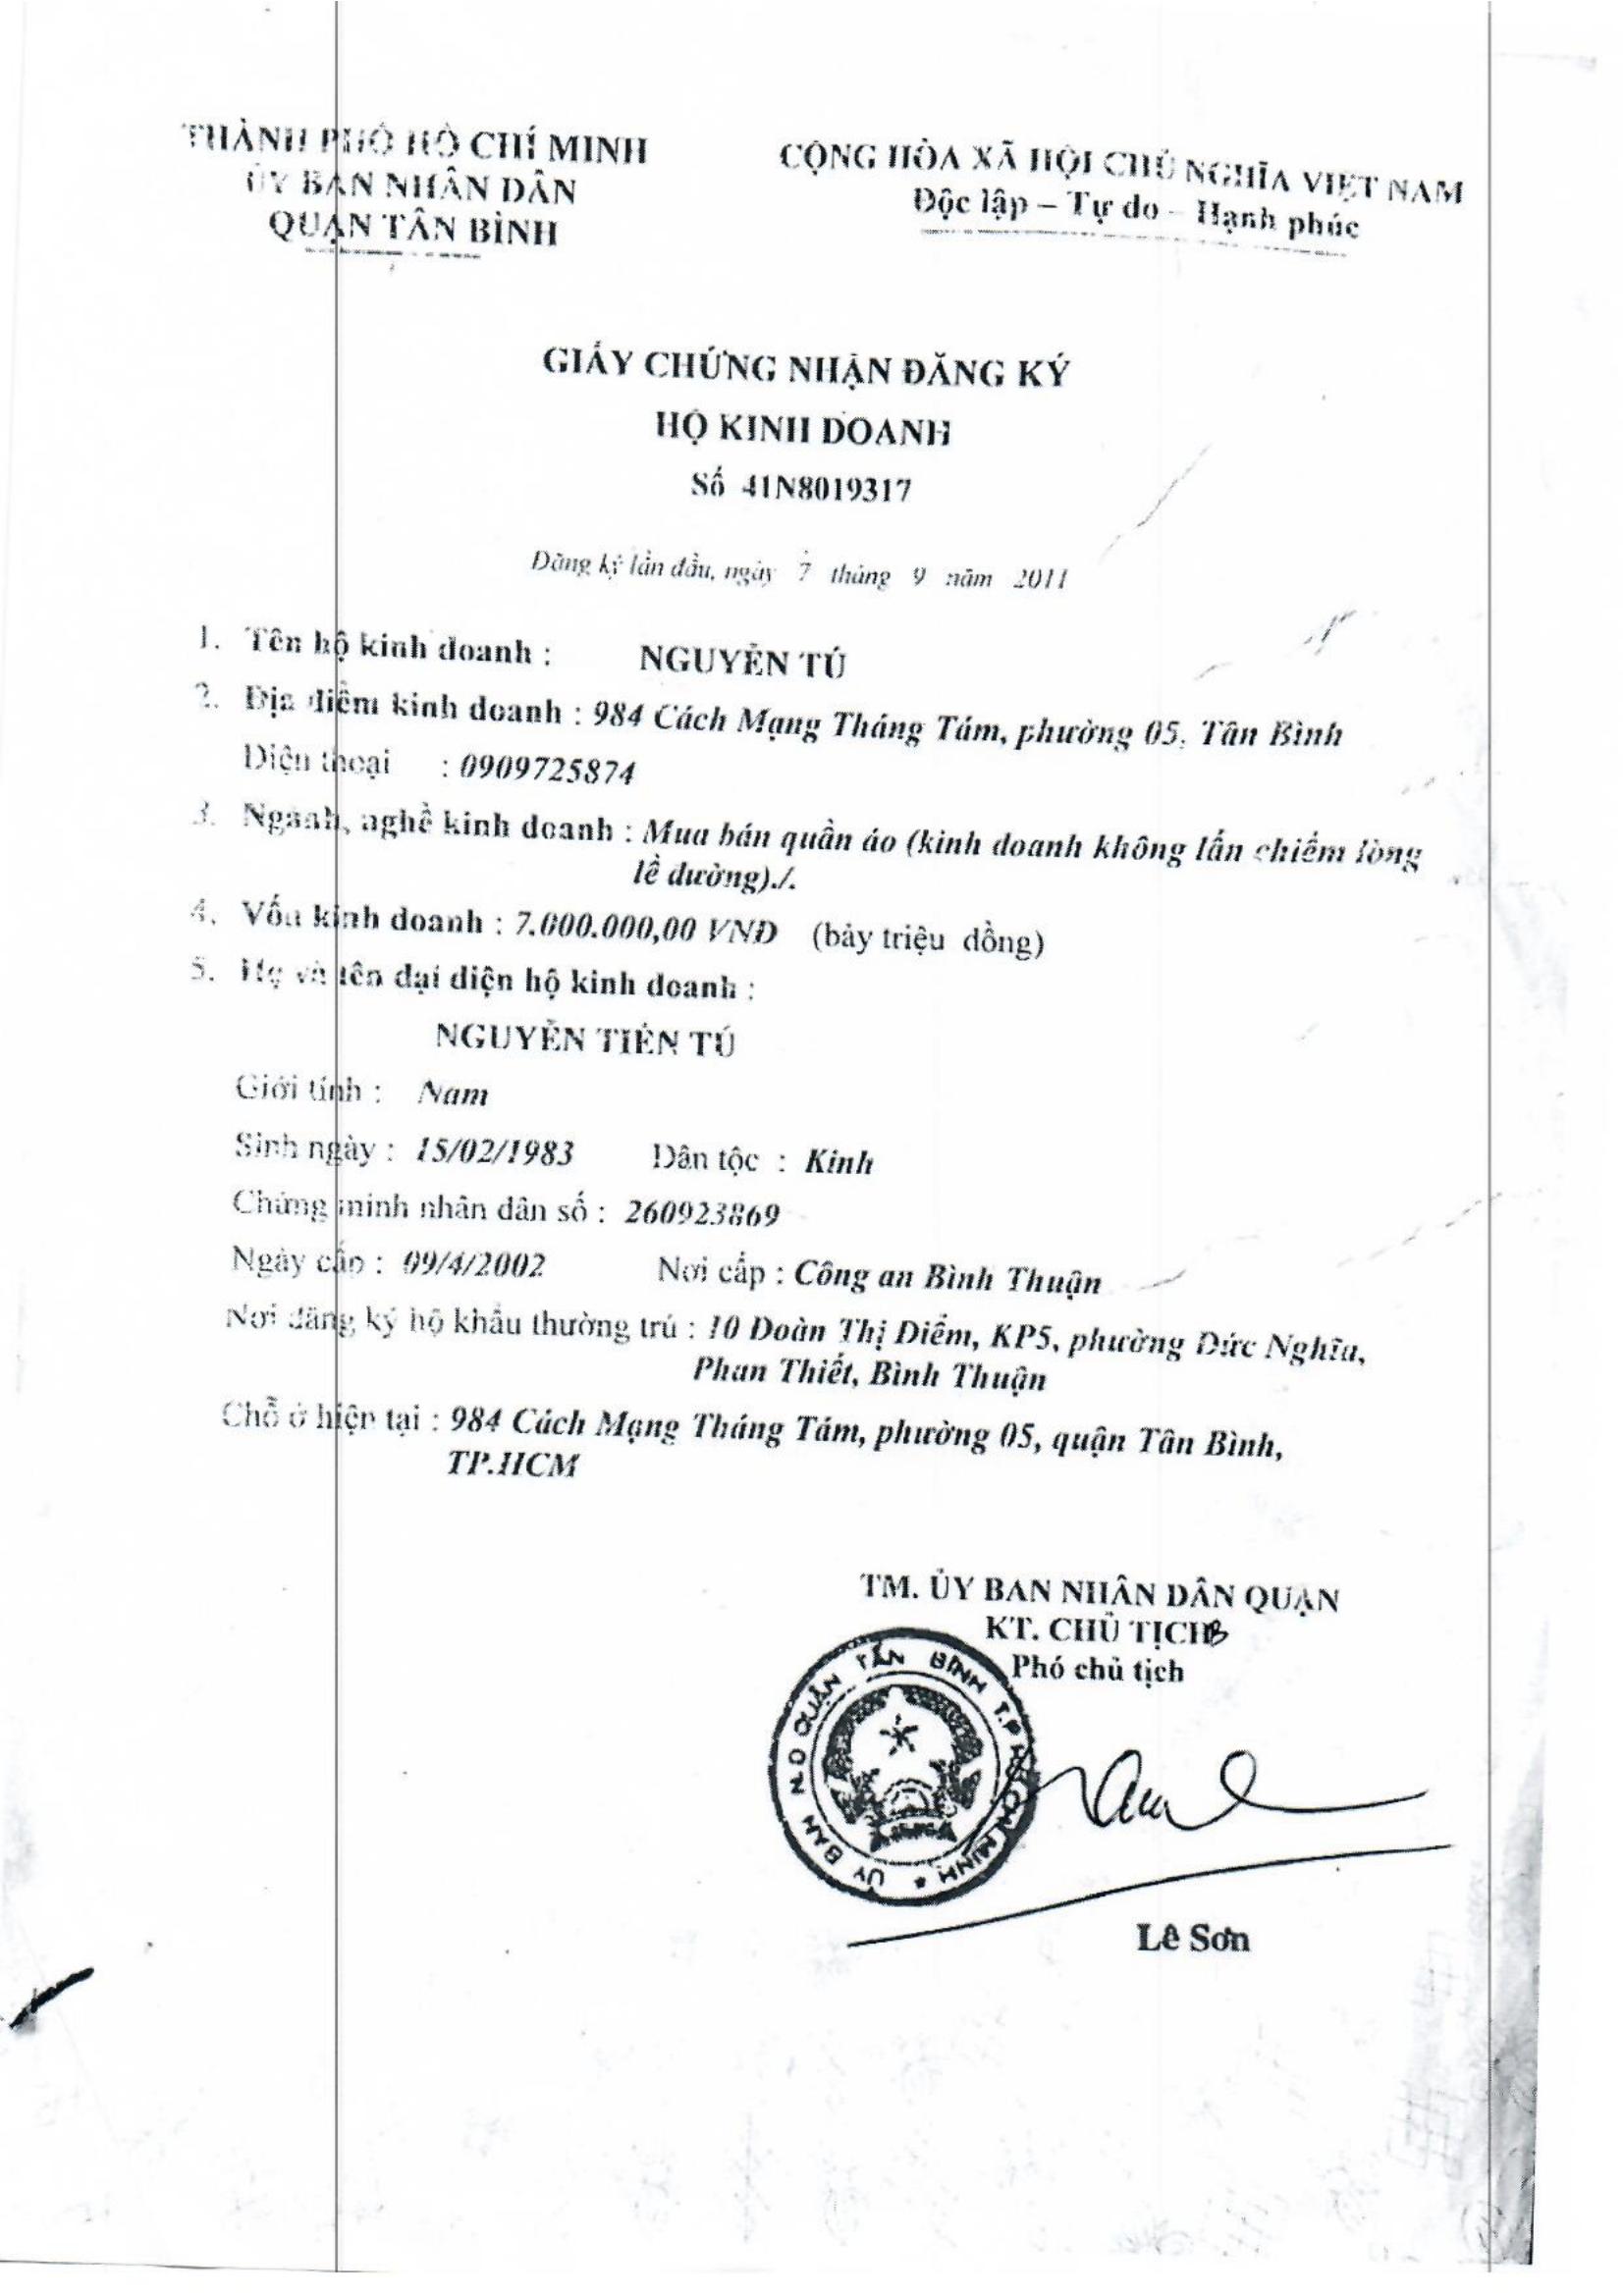 THÀNH PHỐ HỒ CHÍ MINH
ỦY BAN NHÂN DÂN
QUẬN TÂN BÌNH
CỘNG HÒA XÃ HỘI CHỦ NGHĨA VIỆT NAM
Độc lập – Tự do – Hạnh phúc
GIẤY CHỨNG NHẬN ĐĂNG KÝ
HỘ KINH DOANH
Số 41N8019317
Đăng ký lần đầu, ngày 7 tháng 9 năm 2011
1. Tên hộ kinh doanh : NGUYỄN TÚ
2. Địa điểm kinh doanh : 984 Cách Mạng Tháng Tám, phường 05, Tân Bình
Điện thoại : 0909725874
3. Ngành, nghề kinh doanh : Mua bán quần áo (kinh doanh không lấn chiếm lòng
lề đường)./.
4. Vốn kinh doanh : 7.000.000,00 VNĐ (bảy triệu đồng)
5. Họ và tên đại diện hộ kinh doanh :
NGUYỄN TIẾN TÚ
Giới tính : Nam
Sinh ngày : 15/02/1983 Dân tộc : Kinh
Chứng minh nhân dân số : 260923869
Ngày cấp : 09/4/2002 Nơi cấp : Công an Bình Thuận
Nơi đăng ký hộ khẩu thường trú : 10 Đoàn Thị Điểm, KP5, phường Đức Nghĩa,
Phan Thiết, Bình Thuận
Chỗ ở hiện tại : 984 Cách Mạng Tháng Tám, phường 05, quận Tân Bình,
TP.HCM
TM. ỦY BAN NHÂN DÂN QUẬN
KT. CHỦ TỊCH
Phó chủ tịch
ỦY BAN N.D QUẬN TÂN BÌNH T.P HỒ CHÍ MINH ★
Lê Sơn